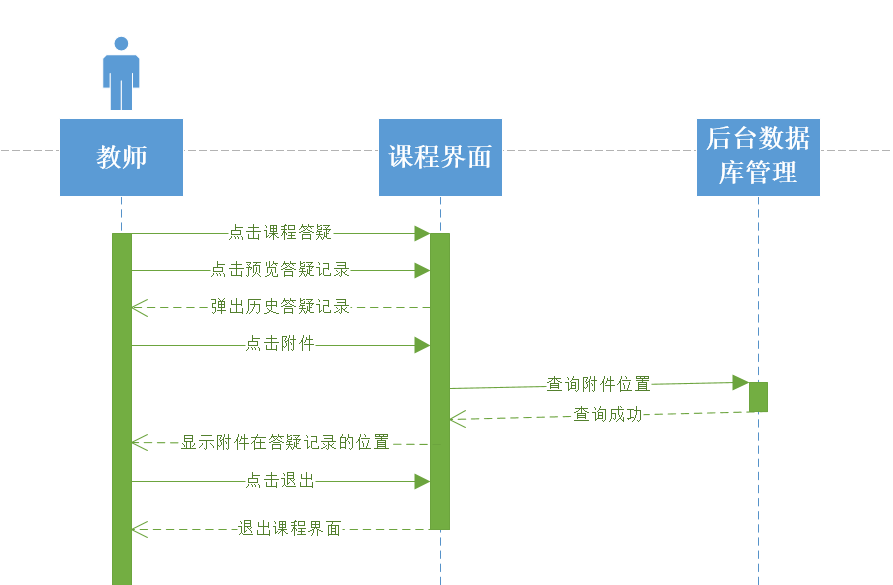 教师
课程界面
后台数据
库管理
点击课程答疑
点击预览答疑记录
弹出历史答疑记录
点击附件
查询附件位置
查询成功
显示附件在答疑记录的位置
点击退出
退出课程界面